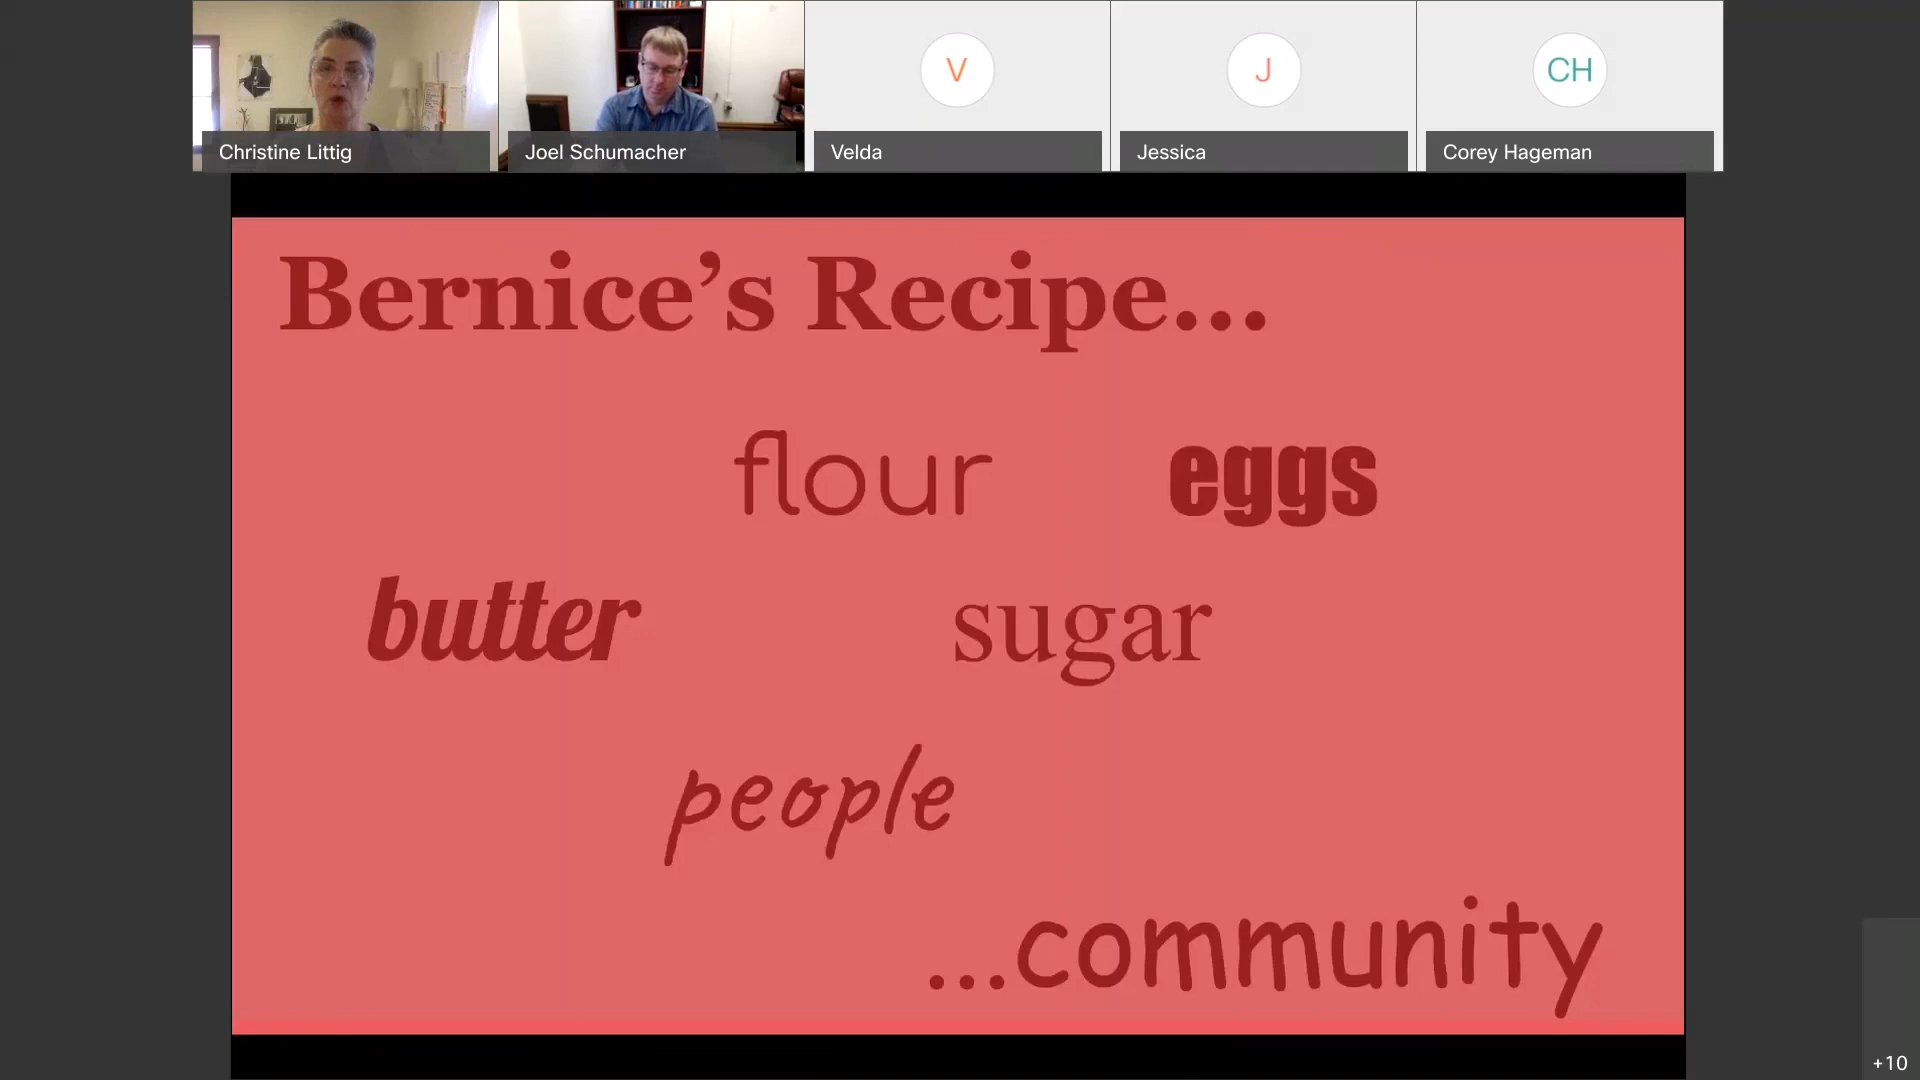 V
J
CH
Christine Littig
Joel Schumacher
Velda
Jessica
Corey Hageman
Bernice’s Recipe...
flour eggs
butter sugar
people
...community
+10